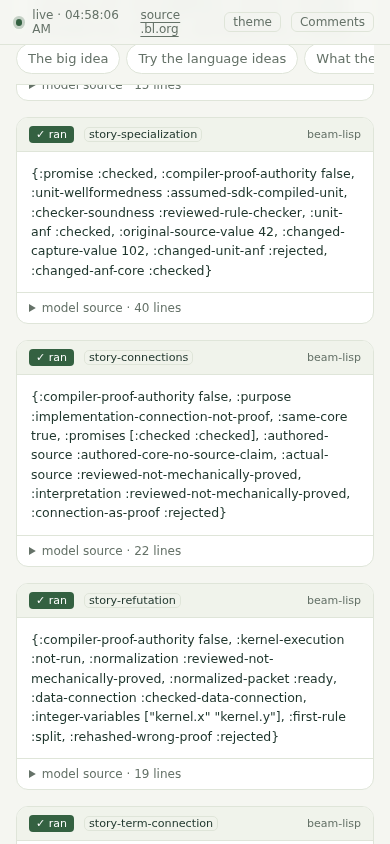 live · 04:58:06 AM
source.bl.org
theme
Comments
The big idea
Try the language ideas
What the
▶ model source · 15 lines
✓ ran story-specialization beam-lisp
{:promise :checked, :compiler-proof-authority false,
:unit-wellformedness :assumed-sdk-compiled-unit,
:checker-soundness :reviewed-rule-checker, :unit-
anf :checked, :original-source-value 42, :changed-
capture-value 102, :changed-unit-anf :rejected,
:changed-anf-core :checked}
▶ model source · 40 lines
✓ ran story-connections beam-lisp
{:compiler-proof-authority false, :purpose
:implementation-connection-not-proof, :same-core
true, :promises [:checked :checked], :authored-
source :authored-core-no-source-claim, :actual-
source :reviewed-not-mechanically-proved,
:interpretation :reviewed-not-mechanically-proved,
:connection-as-proof :rejected}
▶ model source · 22 lines
✓ ran story-refutation beam-lisp
{:compiler-proof-authority false, :kernel-execution
:not-run, :normalization :reviewed-not-
mechanically-proved, :normalized-packet :ready,
:data-connection :checked-data-connection,
:integer-variables ["kernel.x" "kernel.y"], :first-rule
:split, :rehashed-wrong-proof :rejected}
▶ model source · 19 lines
✓ ran story-term-connection beam-lisp